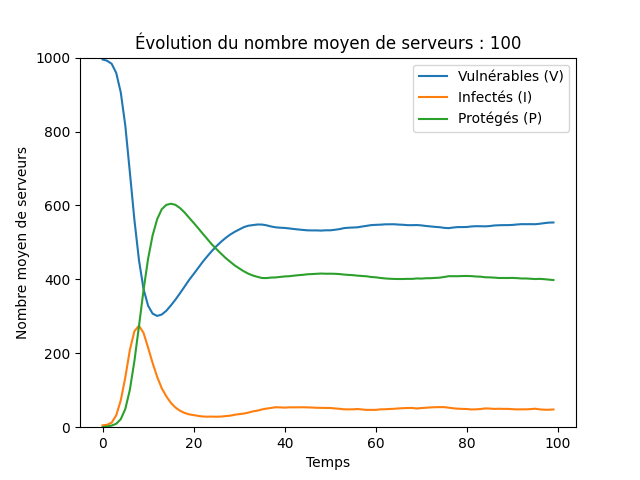 Évolution du nombre moyen de serveurs : 100
1000
800
600
400
200
0
Nombre moyen de serveurs
Vulnérables (V)
Infectés (I)
Protégés (P)
0 20 40 60 80 100
Temps